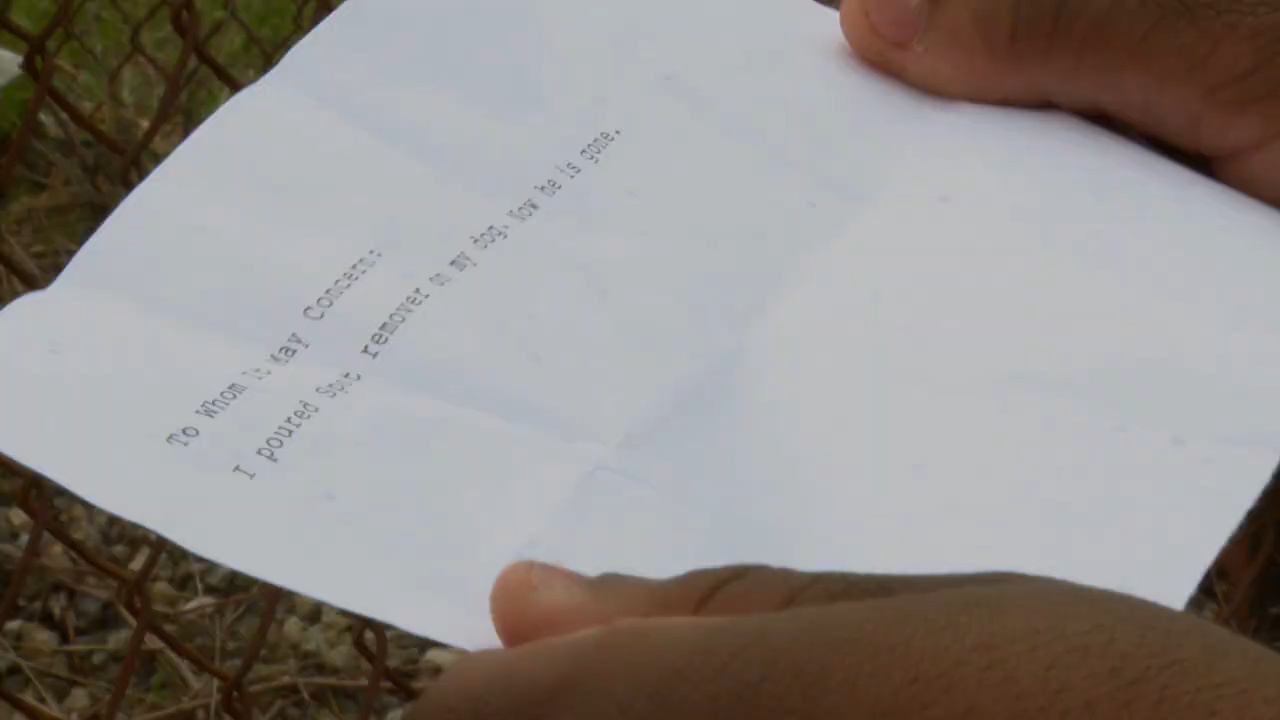 To Whom It May Concern:
I poured Spot remover on my dog. Now he is gone.